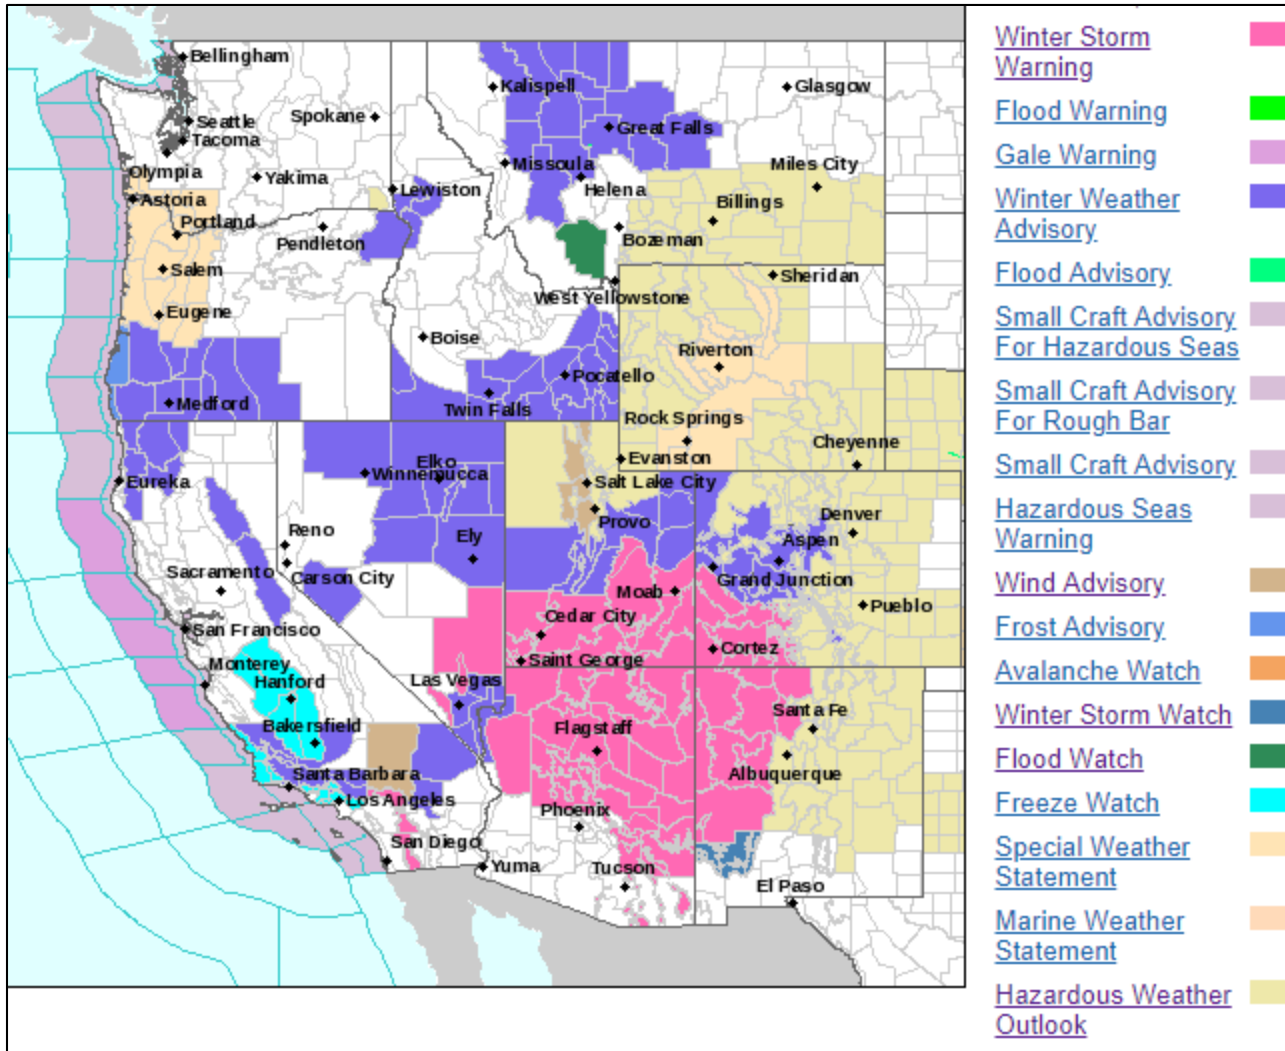 Bellingham
Kalispell
Glasgow
Spokane
Seattle
Great Falls
Tacoma
Olympia
Yakima
Missoula
Miles City
Lewiston
Helena
Astoria
Billings
Portland
Pendleton
Bozeman
Salem
Sheridan
West Yellowstone
Eugene
Boise
Riverton
Pocatello
Medford
Twin Falls
Rock Springs
Cheyenne
Elko
Evanston
Winnemucca
Eureka
Salt Lake City
Provo
Denver
Reno
Ely
Aspen
Sacramento
Carson City
Grand Junction
Moab
Pueblo
Cedar City
San Francisco
Cortez
Monterey
Saint George
Hanford
Las Vegas
Santa Fe
Bakersfield
Flagstaff
Santa Barbara
Albuquerque
Los Angeles
Phoenix
San Diego
Yuma
Tucson
El Paso
Winter Storm
Warning
Flood Warning
Gale Warning
Winter Weather
Advisory
Flood Advisory
Small Craft Advisory
For Hazardous Seas
Small Craft Advisory
For Rough Bar
Small Craft Advisory
Hazardous Seas
Warning
Wind Advisory
Frost Advisory
Avalanche Watch
Winter Storm Watch
Flood Watch
Freeze Watch
Special Weather
Statement
Marine Weather
Statement
Hazardous Weather
Outlook